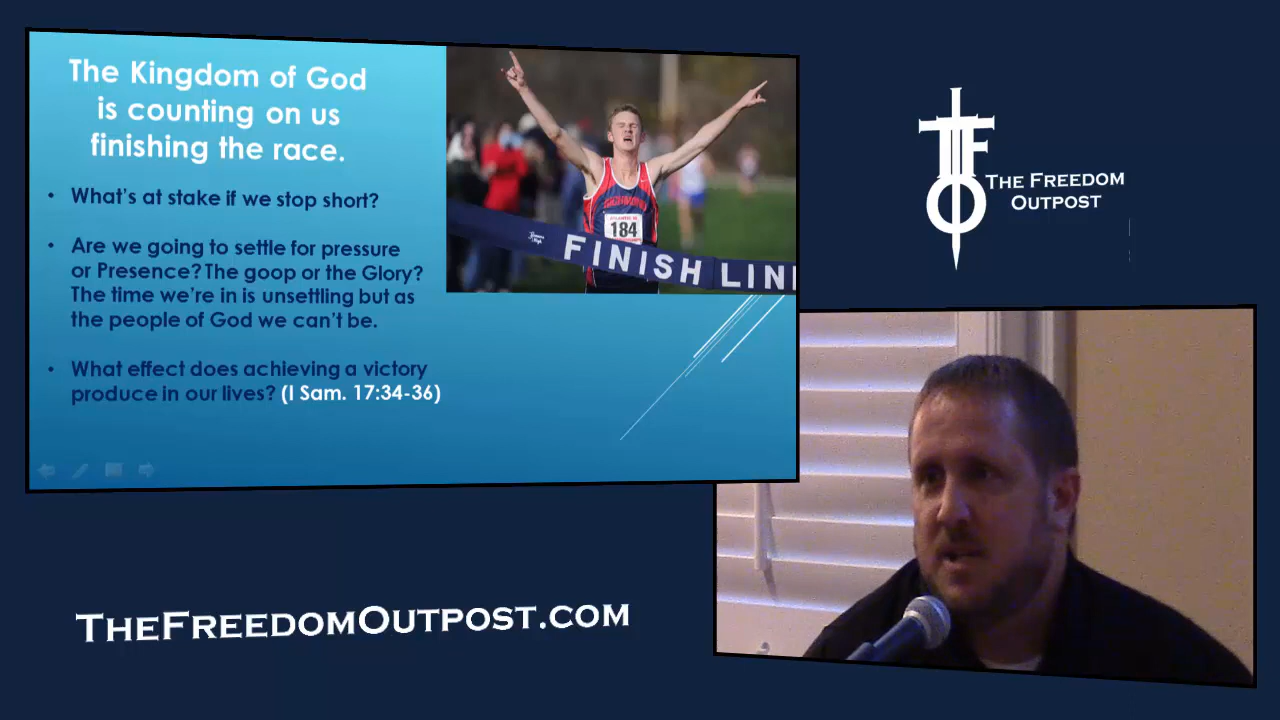 The Kingdom of God
is counting on us
finishing the race.
• What's at stake if we stop short?
• Are we going to settle for pressure
or Presence? The goop or the Glory?
The time we're in is unsettling but as
the people of God we can't be.
• What effect does achieving a victory
produce in our lives? (I Sam. 17:34-36)
RICHMOND
184
FINISH LIN
TF
O
THE FREEDOM
OUTPOST
THEFREEDOMOUTPOST.COM